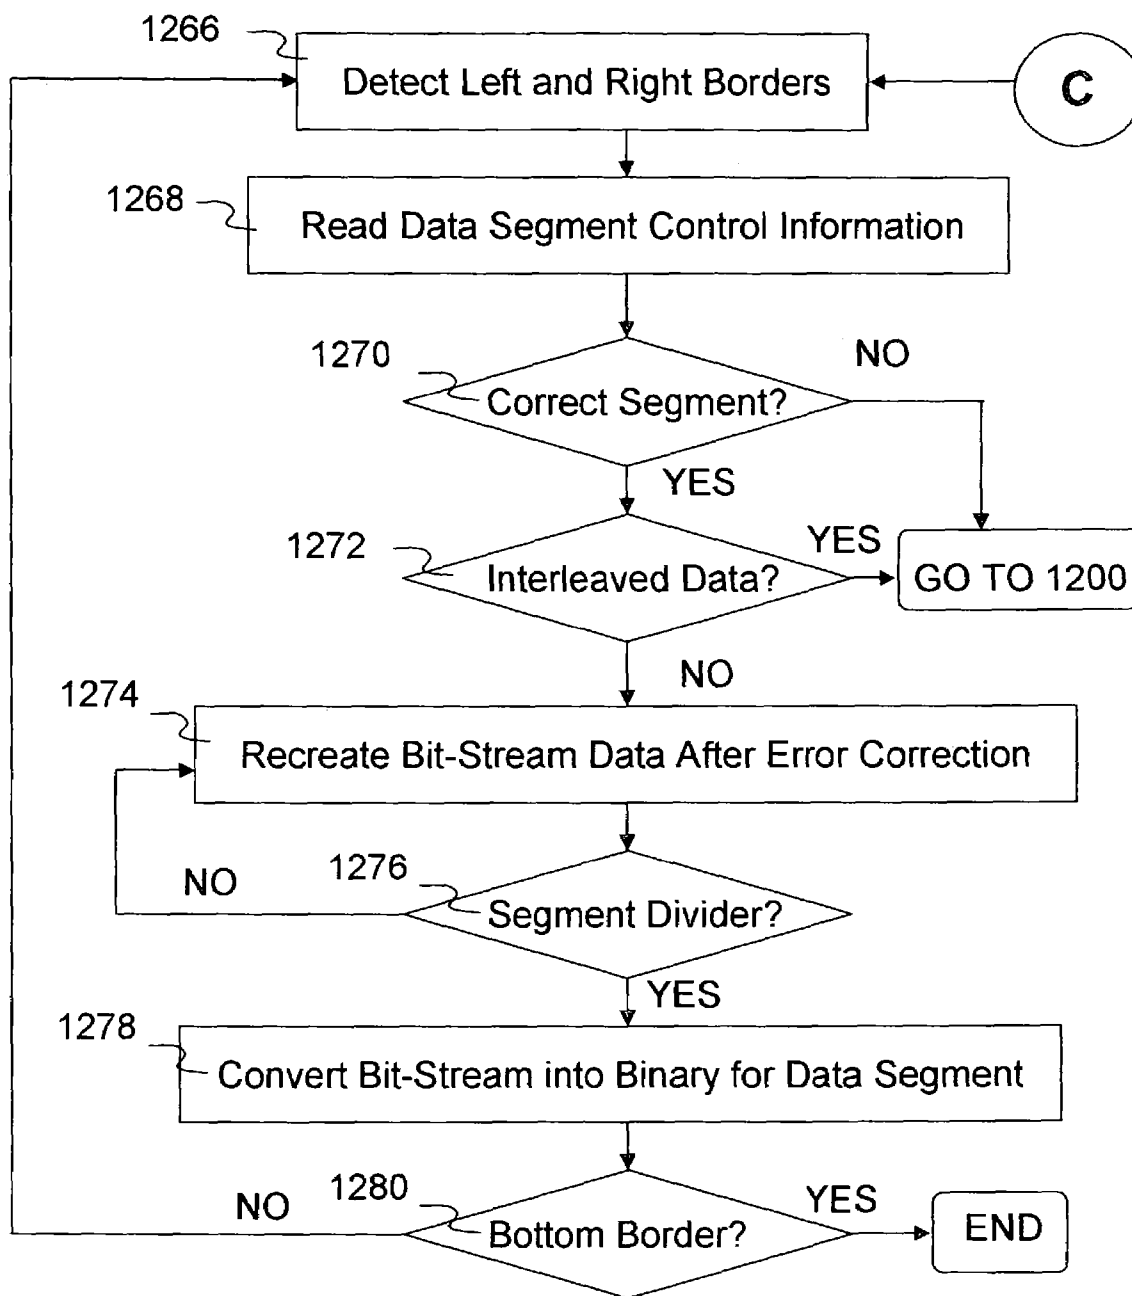 1266
Detect Left and Right Borders
C
1268
Read Data Segment Control Information
1270
NO
Correct Segment?
YES
1272
YES
Interleaved Data?
GO TO 1200
NO
1274
Recreate Bit-Stream Data After Error Correction
1276
NO
Segment Divider?
YES
1278
Convert Bit-Stream into Binary for Data Segment
1280
NO
YES
Bottom Border?
END